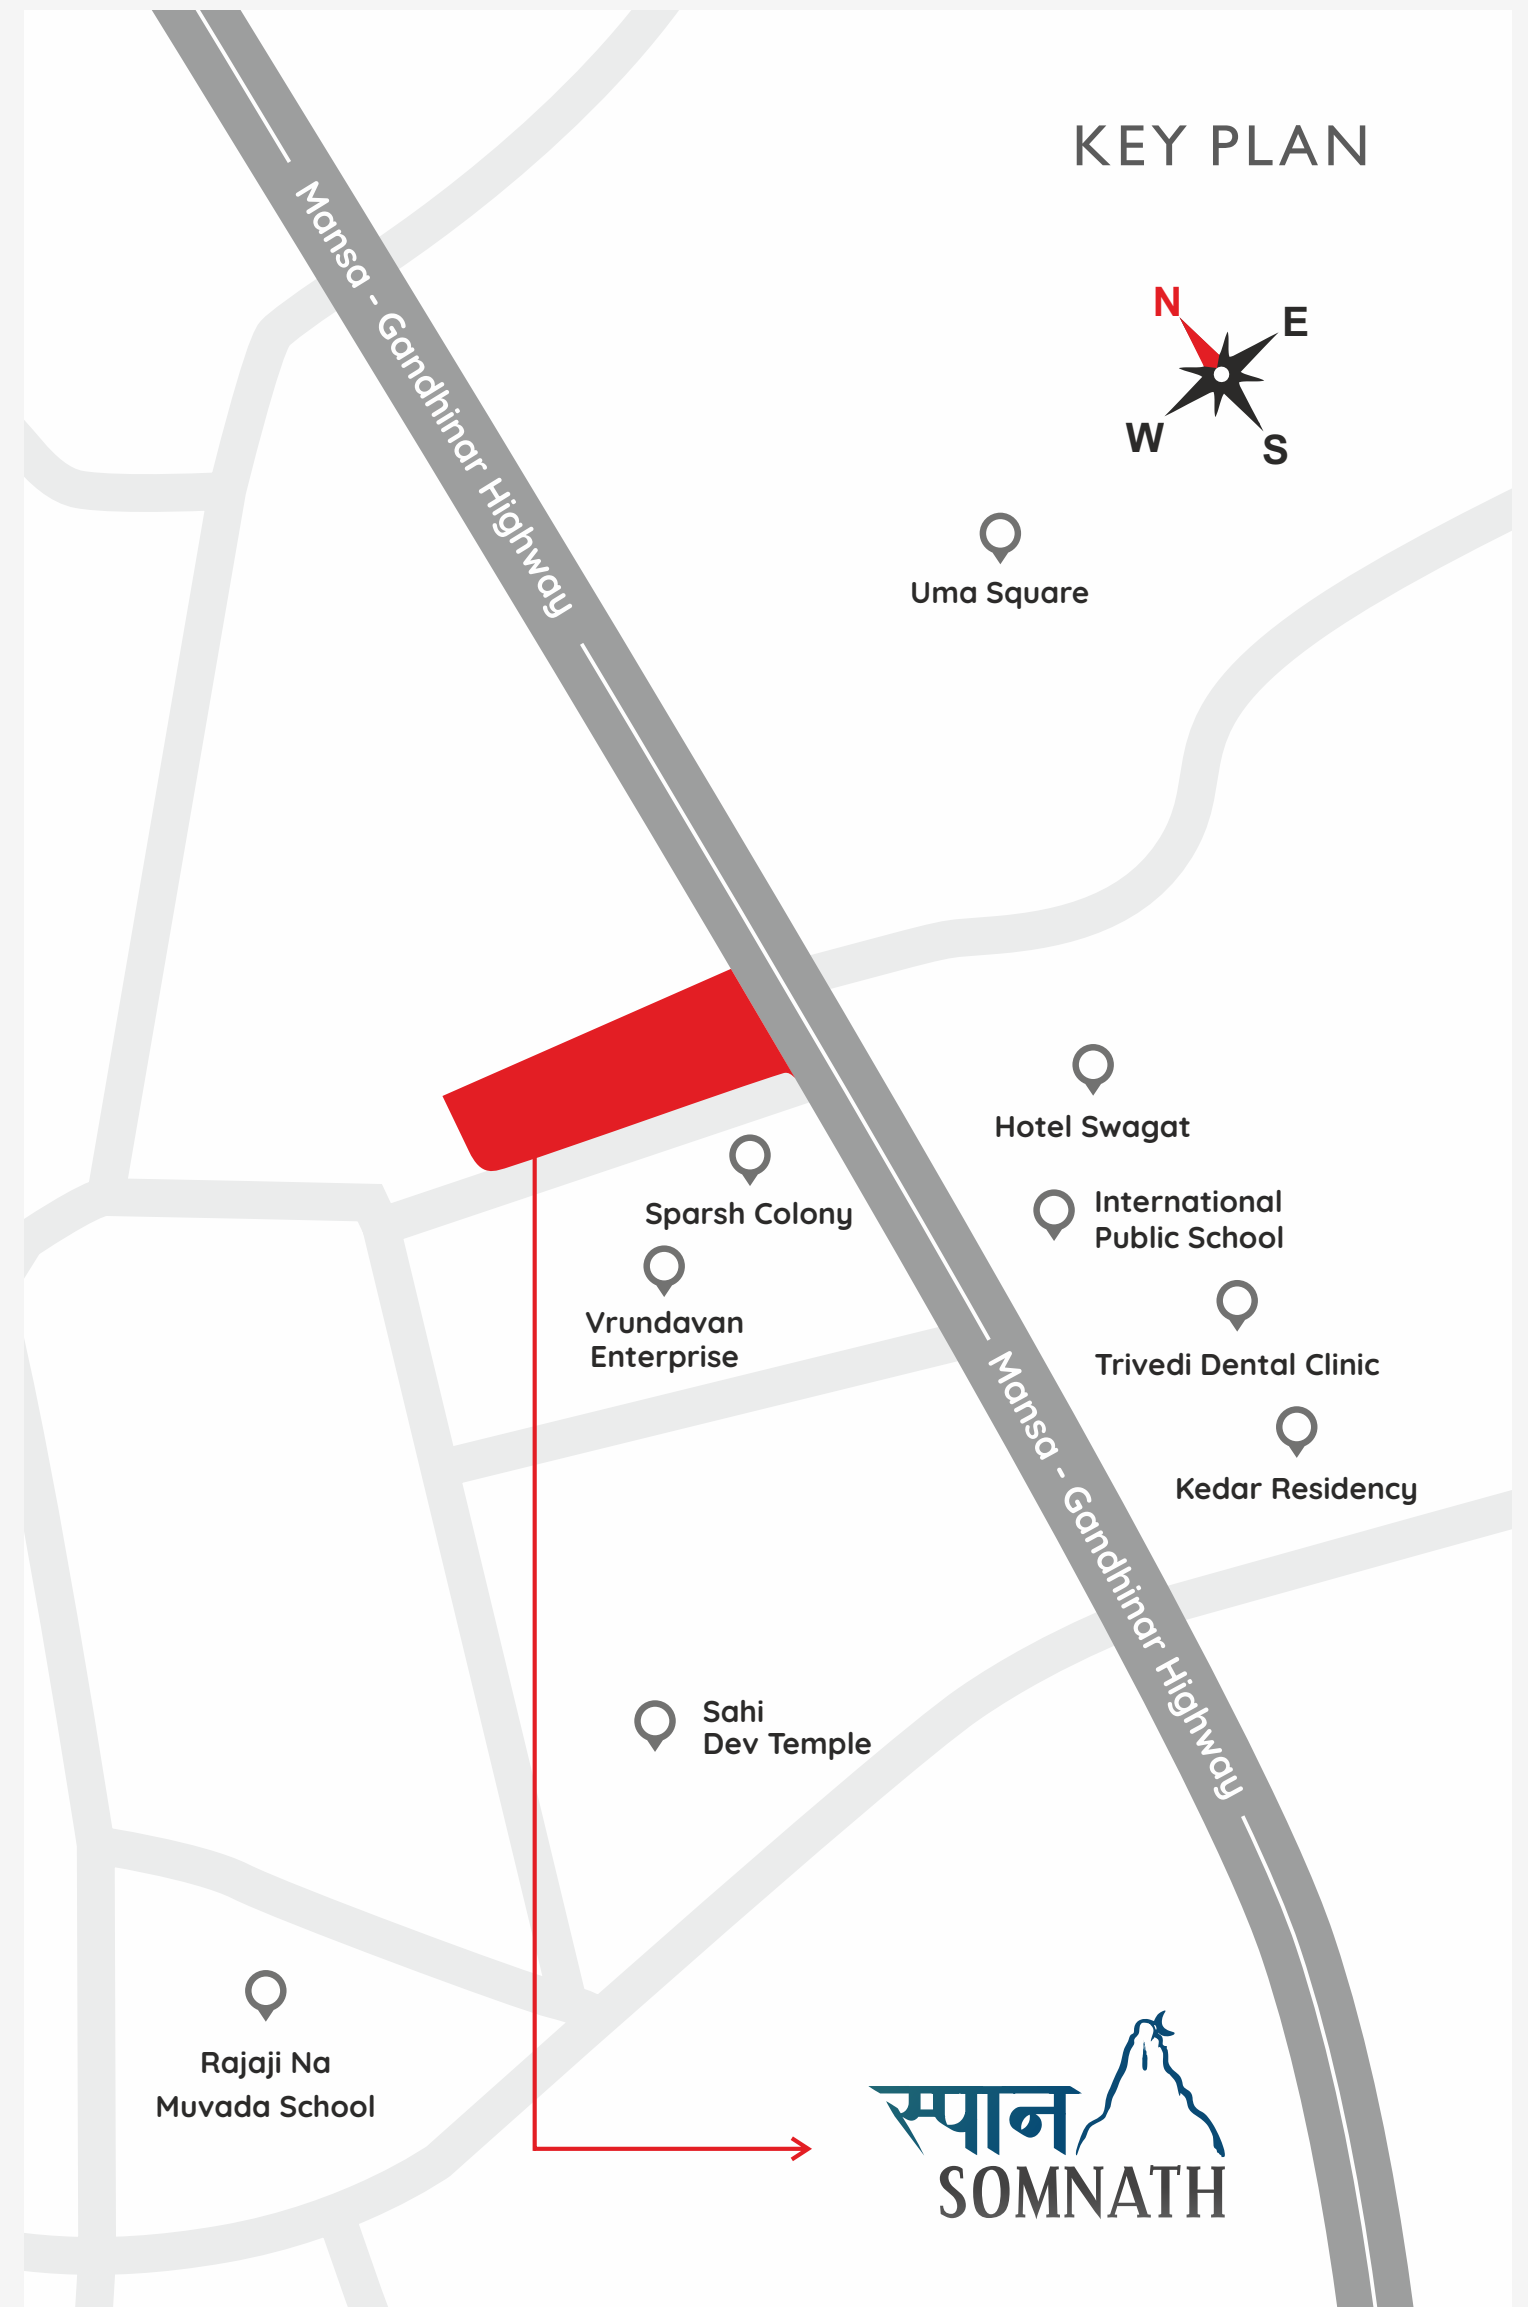 KEY PLAN
N
E
W
S
Mansa - Gandhinar Highway
Uma Square
Hotel Swagat
Sparsh Colony
International
Public School
Vrundavan
Enterprise
Trivedi Dental Clinic
Mansa - Gandhinar Highway
Kedar Residency
Sahi
Dev Temple
Rajaji Na
Muvada School
स्पान
SOMNATH